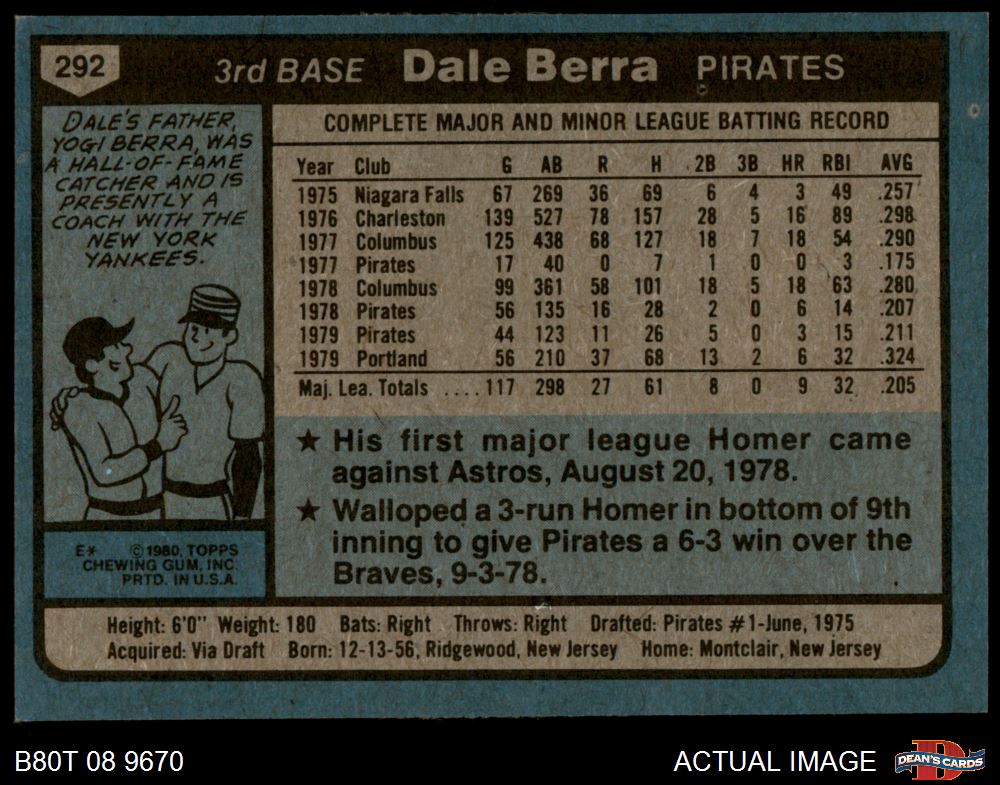 292
3rd BASE Dale Berra PIRATES
DALE'S FATHER,
YOGI BERRA, WAS
A HALL-OF-FAME
CATCHER AND IS
PRESENTLY A
COACH WITH THE
NEW YORK
YANKEES.
E* © 1980, TOPPS
CHEWING GUM, INC.
PRTD. IN U.S.A.
COMPLETE MAJOR AND MINOR LEAGUE BATTING RECORD
Year Club G AB R H 2B 3B HR RBI AVG
1975 Niagara Falls 67 269 36 69 6 4 3 49 .257
1976 Charleston 139 527 78 157 28 5 16 89 .298
1977 Columbus 125 438 68 127 18 7 18 54 .290
1977 Pirates 17 40 0 7 1 0 0 3 .175
1978 Columbus 99 361 58 101 18 5 18 63 .280
1978 Pirates 56 135 16 28 2 0 6 14 .207
1979 Pirates 44 123 11 26 5 0 3 15 .211
1979 Portland 56 210 37 68 13 2 6 32 .324
Maj. Lea. Totals .... 117 298 27 61 8 0 9 32 .205
★ His first major league Homer came
against Astros, August 20, 1978.
★ Walloped a 3-run Homer in bottom of 9th
inning to give Pirates a 6-3 win over the
Braves, 9-3-78.
Height: 6'0" Weight: 180 Bats: Right Throws: Right Drafted: Pirates #1-June, 1975
Acquired: Via Draft Born: 12-13-56, Ridgewood, New Jersey Home: Montclair, New Jersey
B80T 08 9670
ACTUAL IMAGE
DEAN'S CARDS